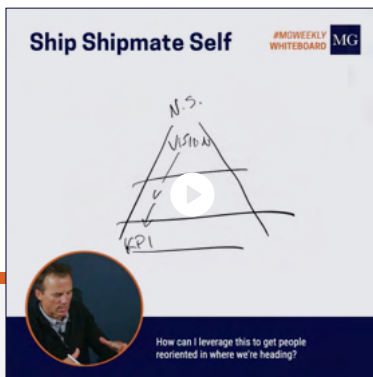 Ship Shipmate Self
#MGWEEKLY
WHITEBOARD
MG
N.S.
VISION
V
KPI
How can I leverage this to get people
reoriented in where we're heading?